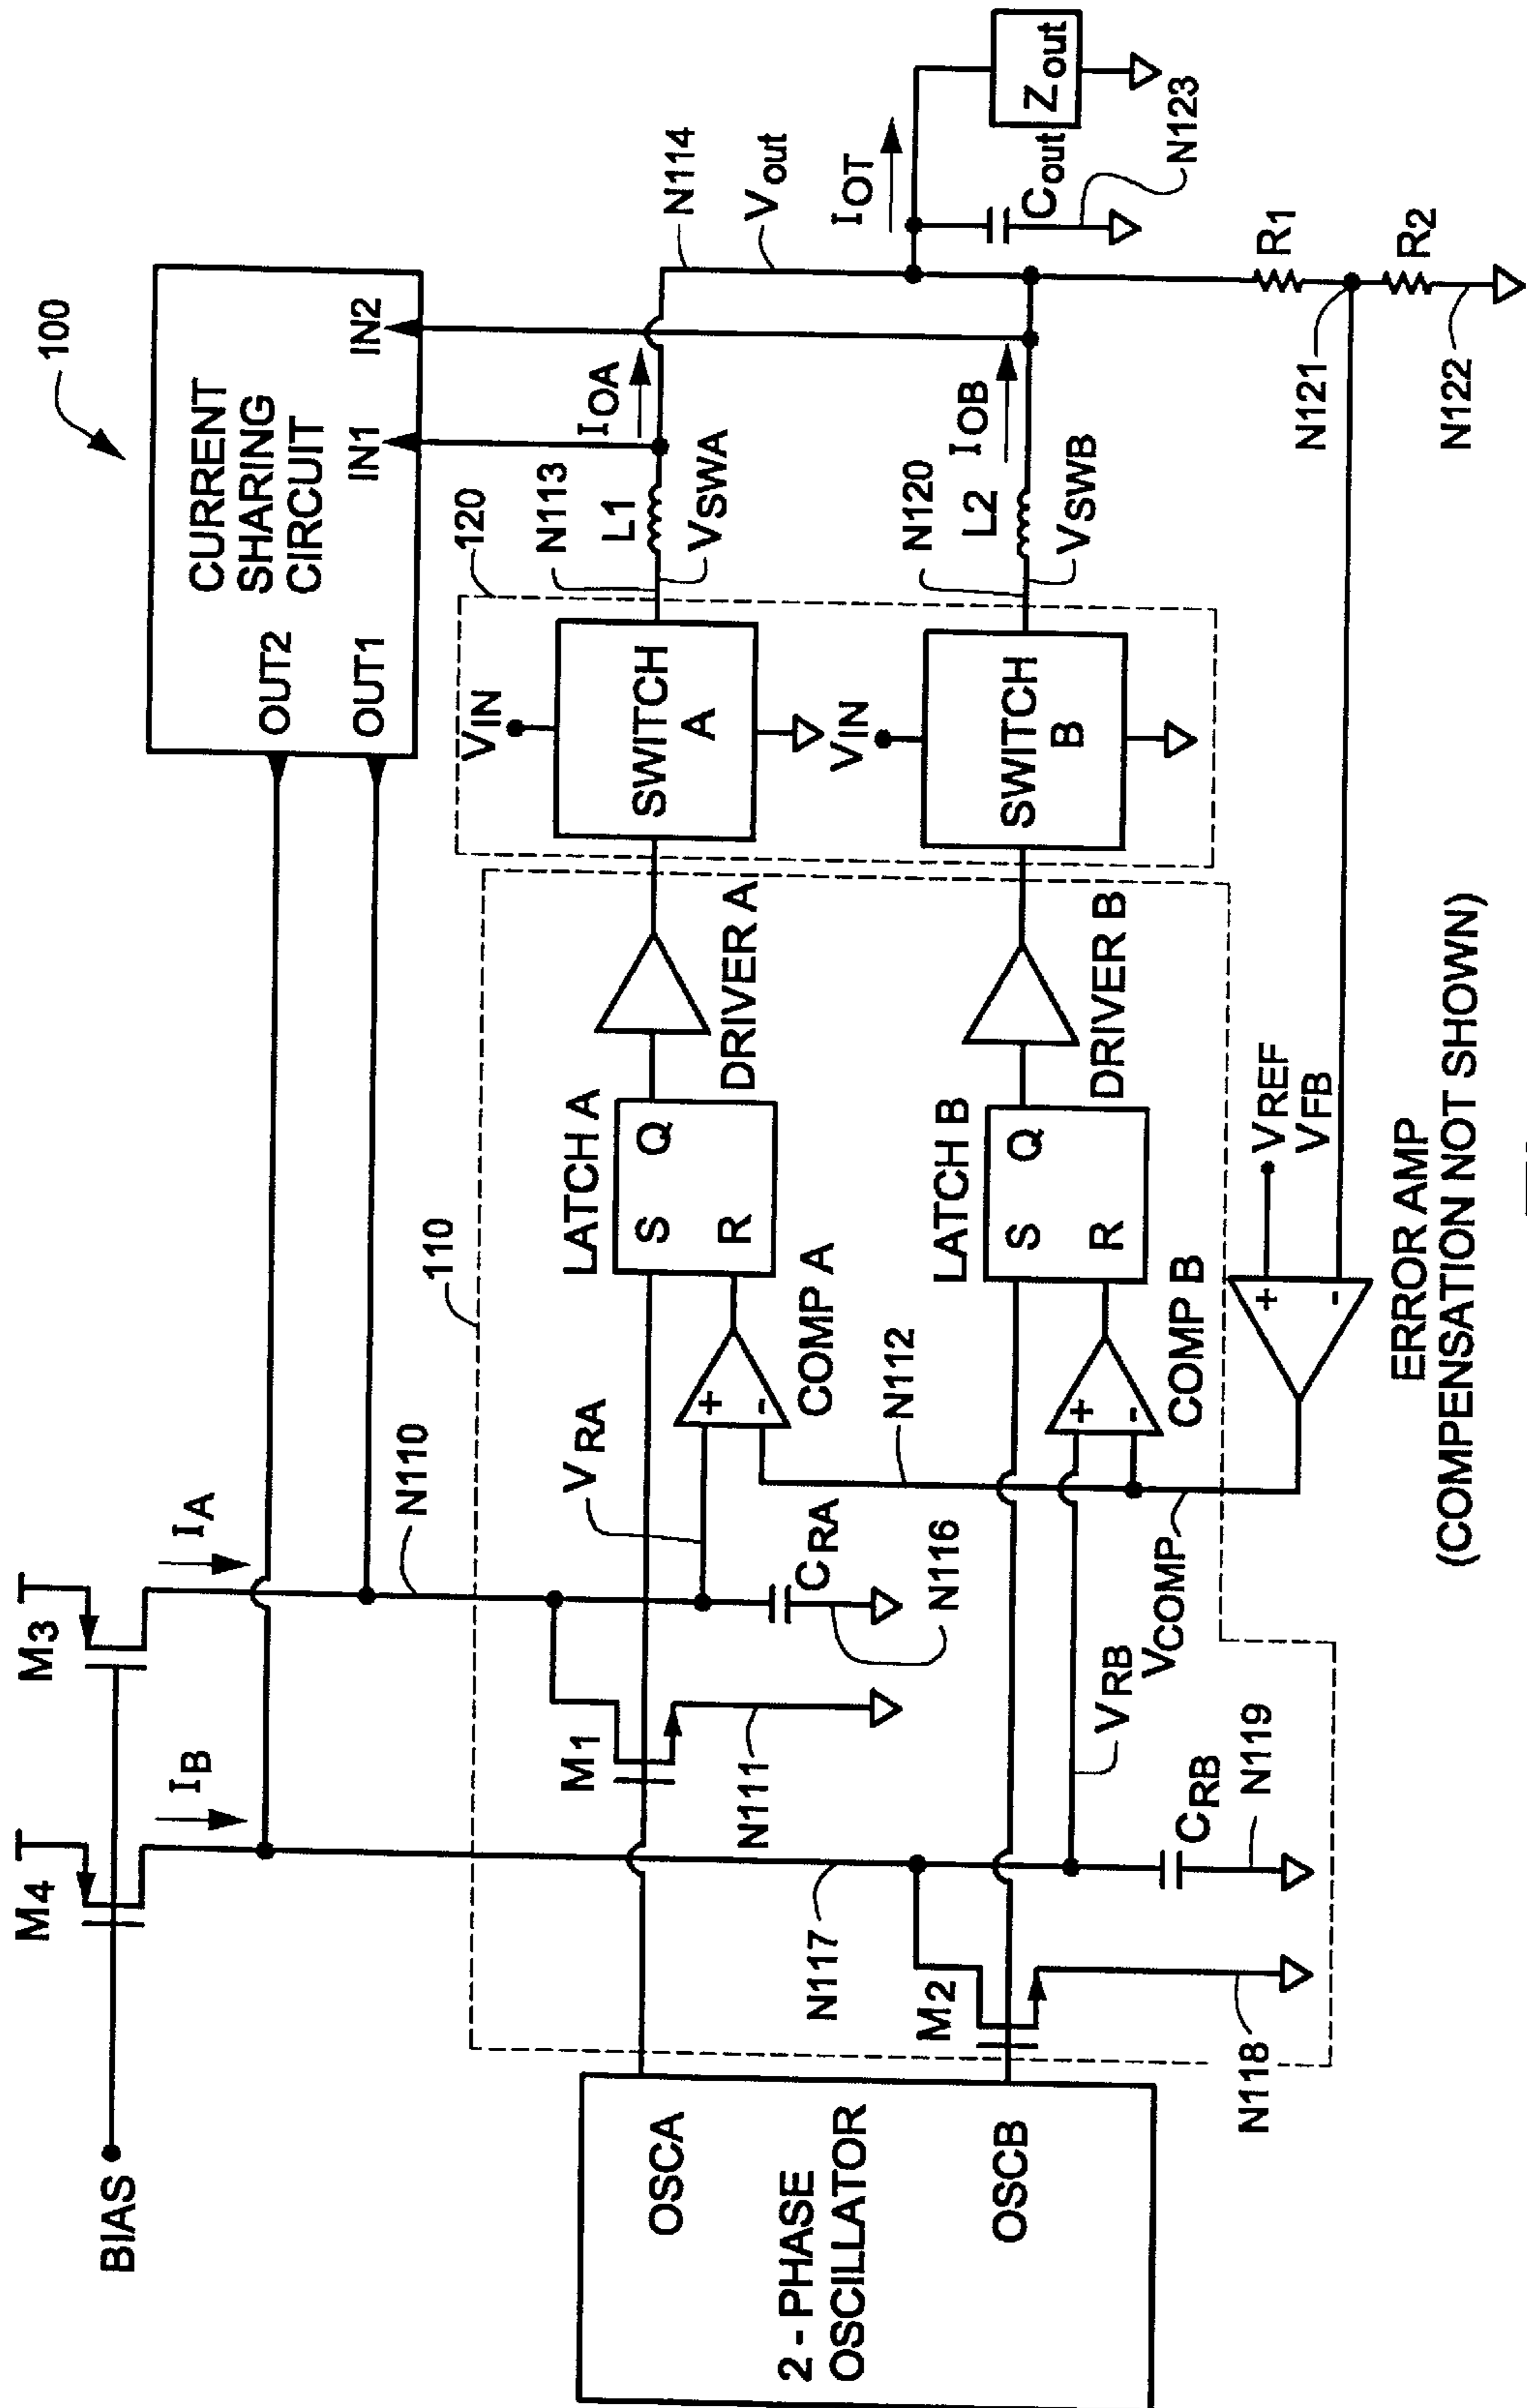 100
CURRENT
SHARING
CIRCUIT
OUT2
OUT1
IN1
IN2
M4
M3
BIAS
IB
IA
N110
110
120
N113
L1
VSWA
IOA
N114
Vout
IOT
Zout
Cout
N123
R1
R2
N121
N122
VIN
SWITCH
A
VIN
SWITCH
B
N120
L2
VSWB
IOB
DRIVER A
DRIVER B
LATCH A
S Q
R
LATCH B
S Q
R
VRA
+
-
COMP A
N112
+
-
COMP B
CRA
N116
M1
N111
VRB
VCOMP
CRB
N119
N117
M2
N118
2 - PHASE
OSCILLATOR
OSCA
OSCB
VREF
VFB
+
-
ERROR AMP
(COMPENSATION NOT SHOWN)